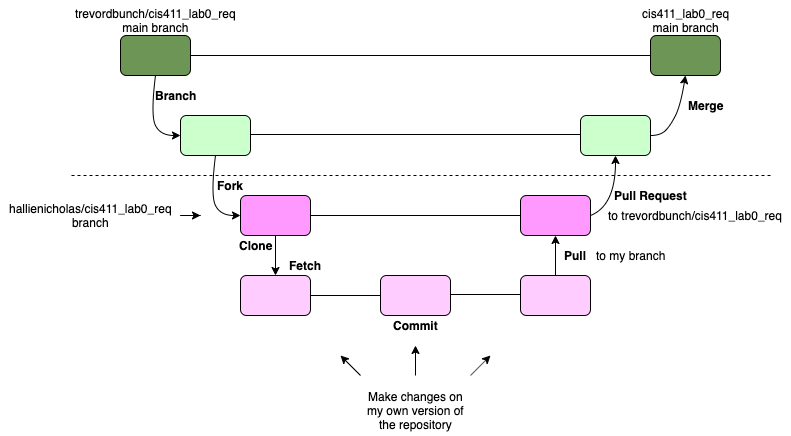 trevordbunch/cis411_lab0_req
main branch
cis411_lab0_req
main branch
Branch
Merge
Fork
Pull Request
hallienicholas/cis411_lab0_req
branch
to trevordbunch/cis411_lab0_req
Clone
Fetch
Pull to my branch
Commit
Make changes on
my own version of
the repository